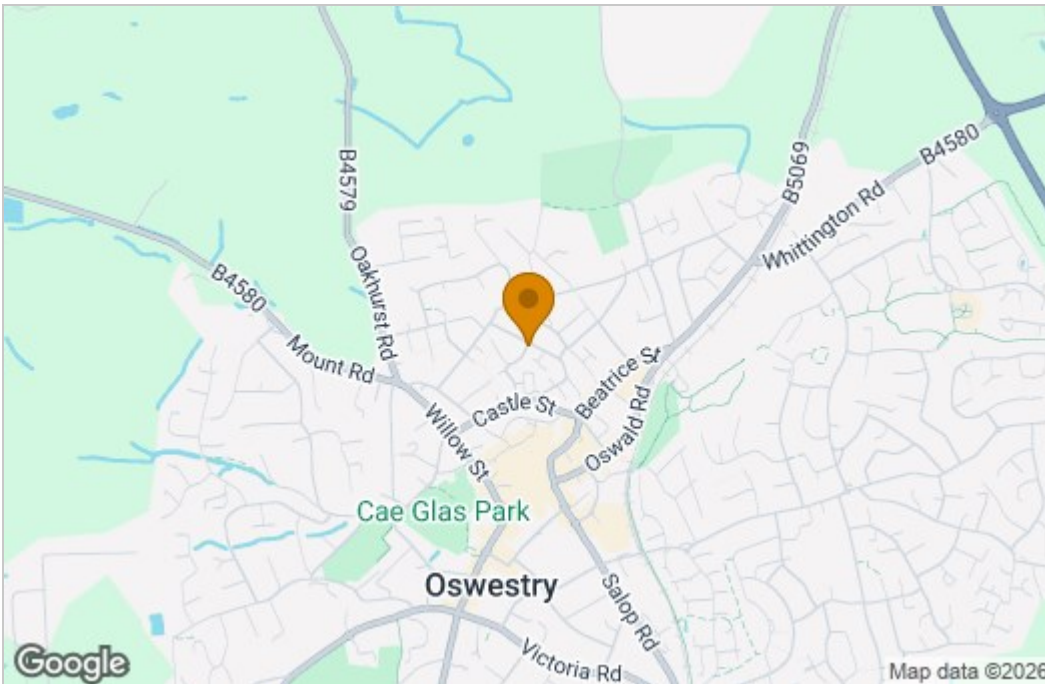 B4579
B5069
B4580
Whittington Rd
Oakhurst Rd
B4580
Mount Rd
Beatrice St
Castle St
Willow St
Oswald Rd
Cae Glas Park
Oswestry
Salop Rd
Victoria Rd
Google
Map data ©2026